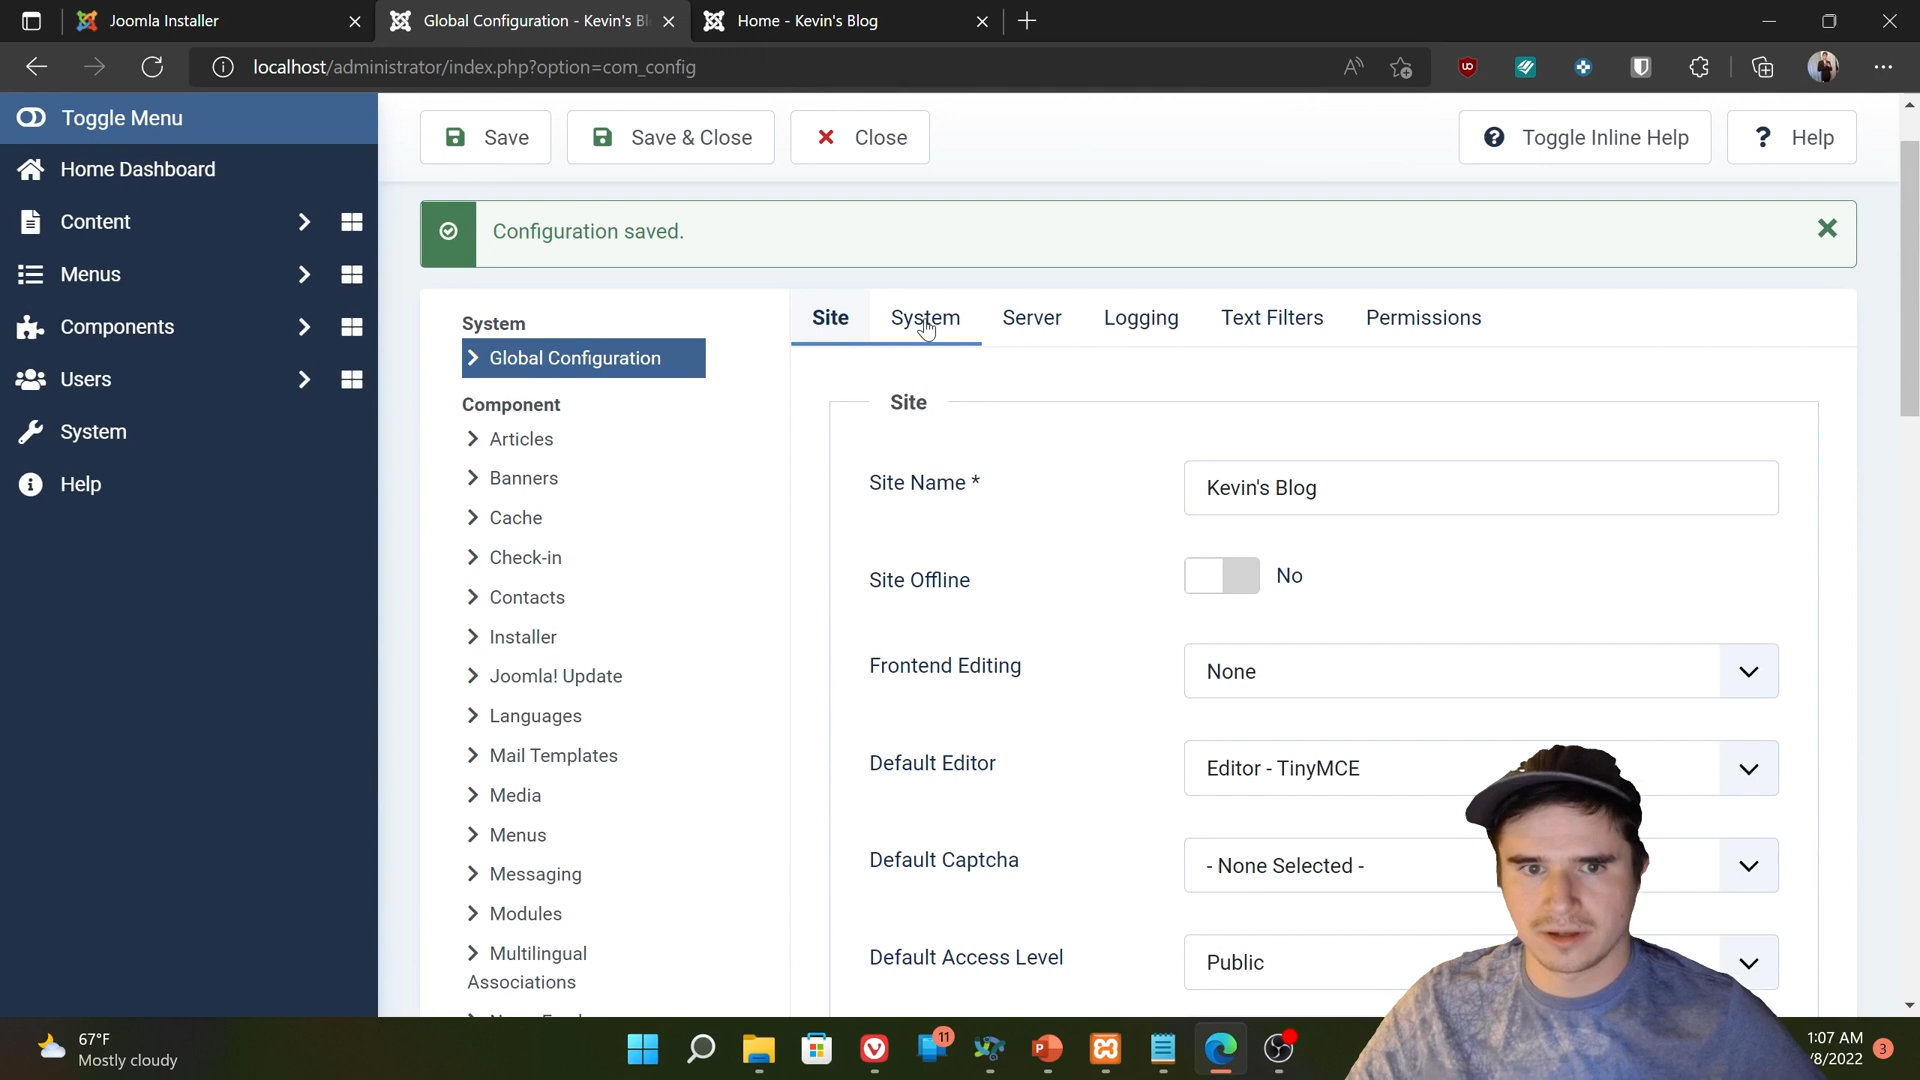 Joomla Installer
Global Configuration - Kevin's Bl
Home - Kevin's Blog
localhost/administrator/index.php?option=com_config
Toggle Menu
Home Dashboard
Content
Menus
Components
Users
System
Help
Save
Save & Close
Close
Toggle Inline Help
? Help
Configuration saved.
System
Global Configuration
Component
Articles
Banners
Cache
Check-in
Contacts
Installer
Joomla! Update
Languages
Mail Templates
Media
Menus
Messaging
Modules
Multilingual
Associations
Site
System
Server
Logging
Text Filters
Permissions
Site
Site Name *
Kevin's Blog
Site Offline
No
Frontend Editing
None
Default Editor
Editor - TinyMCE
Default Captcha
- None Selected -
Default Access Level
Public
67°F
Mostly cloudy
11
1:07 AM
/8/2022
3